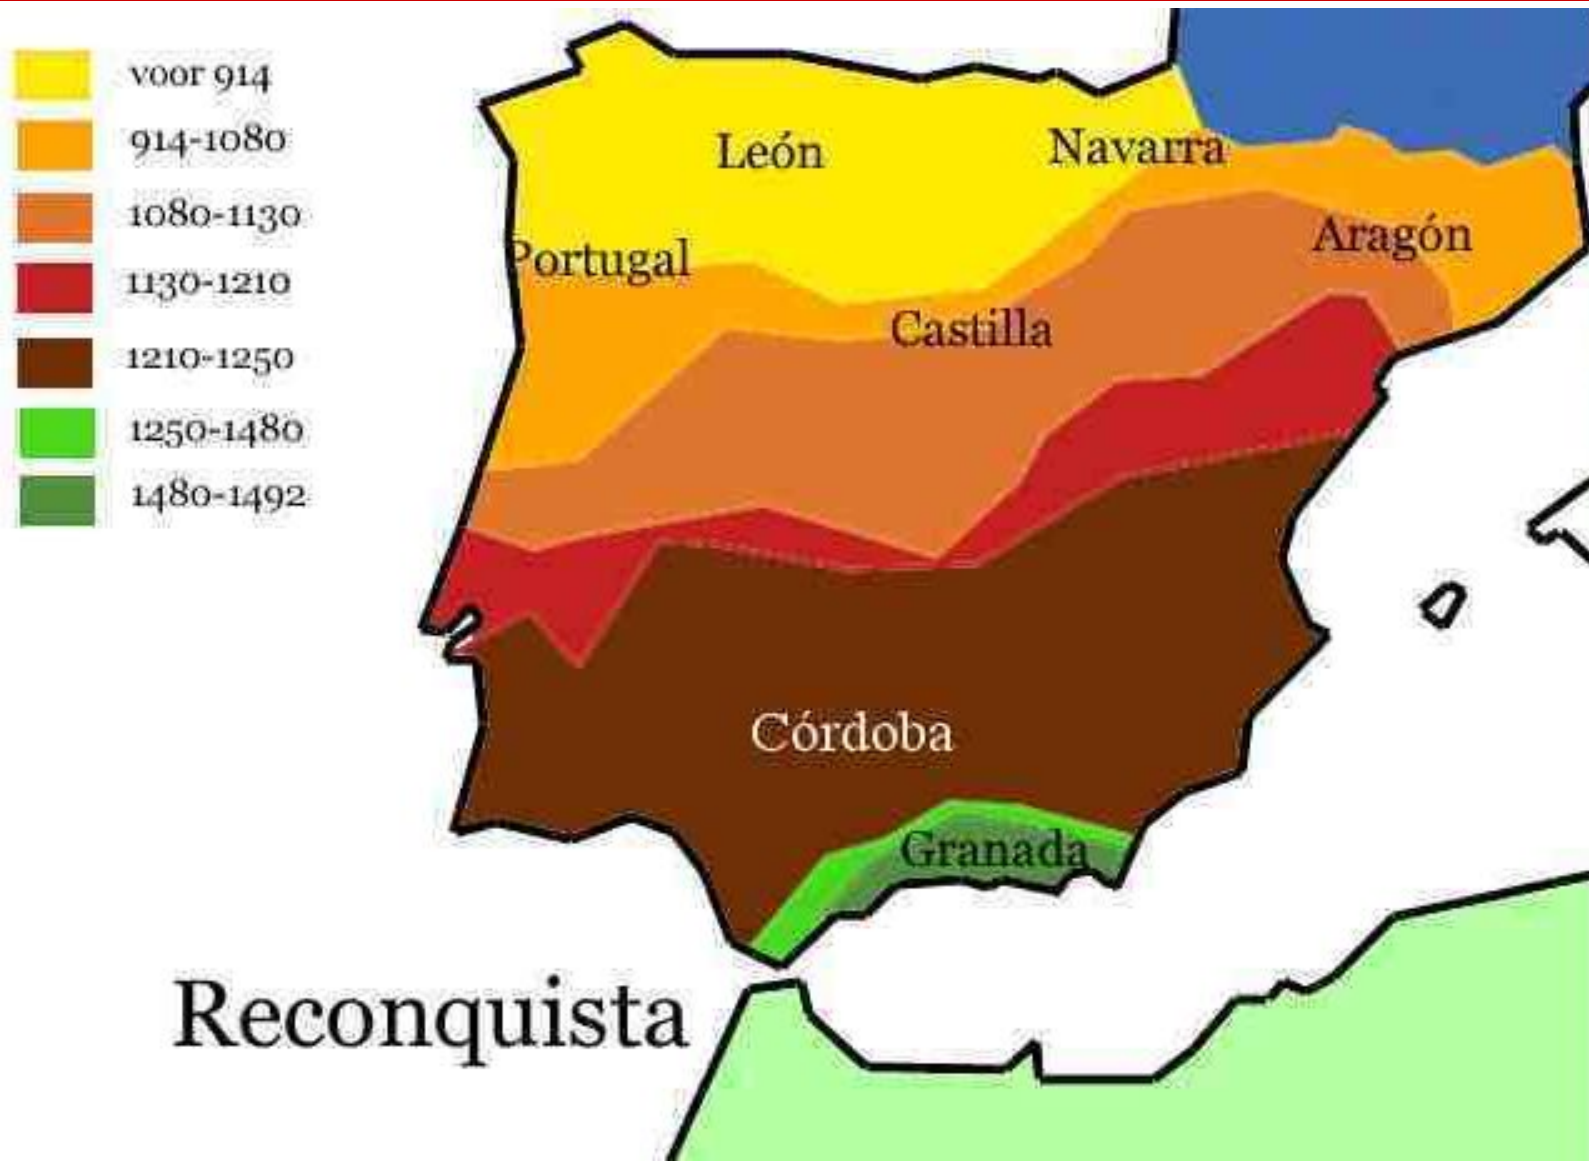 voor 914
914-1080
1080-1130
1130-1210
1210-1250
1250-1480
1480-1492
León
Navarra
Portugal
Aragón
Castilla
Córdoba
Granada
Reconquista